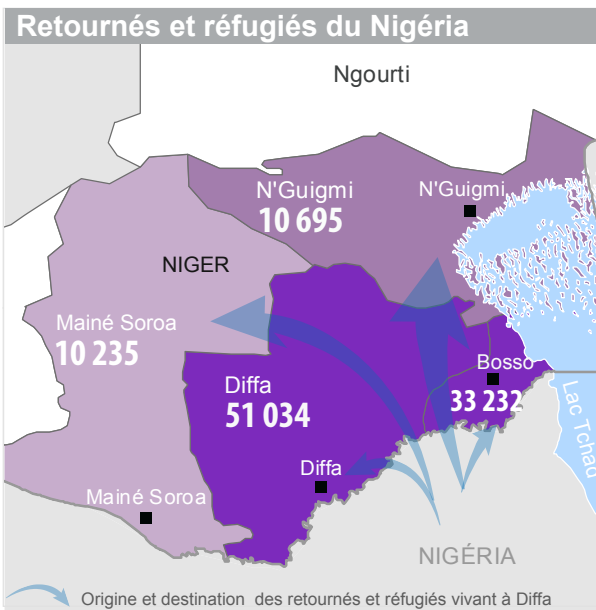 Retournés et réfugiés du Nigéria
Ngourti
N'Guigmi
10 695
N'Guigmi
NIGER
Mainé Soroa
10 235
Diffa
51 034
Bosso
33 232
Lac Tchad
Diffa
Mainé Soroa
NIGÉRIA
Origine et destination des retournés et réfugiés vivant à Diffa